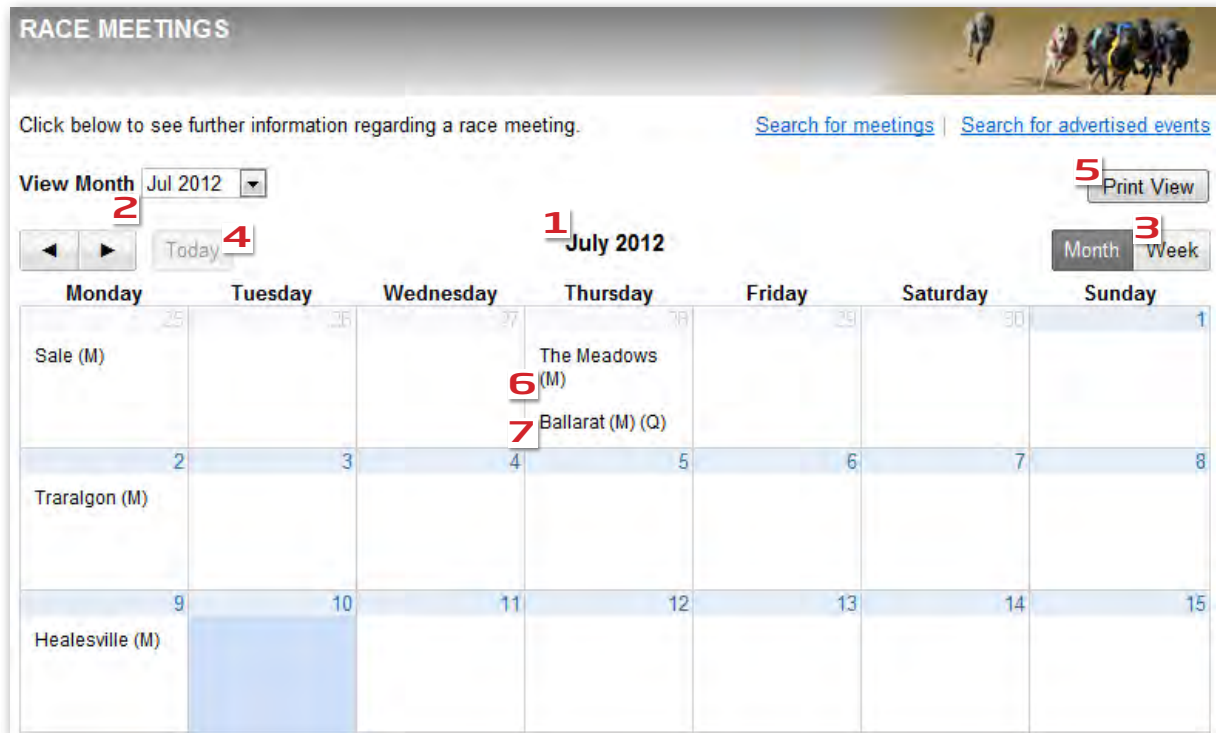 RACE MEETINGS
Click below to see further information regarding a race meeting.
Search for meetings | Search for advertised events
View Month Jul 2012
5
Print View
2
4
1
3
Today
July 2012
Month Week
Monday Tuesday Wednesday Thursday Friday Saturday Sunday
25 26 27 28 29 30 1
Sale (M)
The Meadows
6
(M)
7
Ballarat (M) (Q)
2 3 4 5 6 7 8
Traralgon (M)
9 10 11 12 13 14 15
Healesville (M)